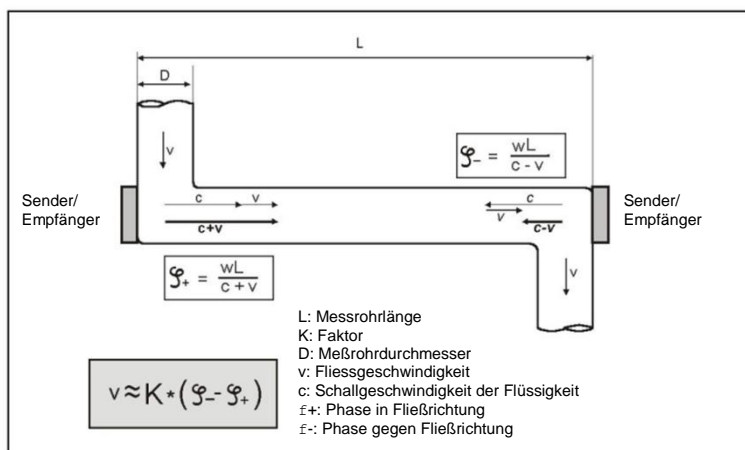 L
D
v
φ₋ = wL / c - v
Sender/
Empfänger
c v
c+v
c
v
c-v
Sender/
Empfänger
φ₊ = wL / c + v
v
L: Messrohrlänge
K: Faktor
D: Meßrohrdurchmesser
v: Fliessgeschwindigkeit
c: Schallgeschwindigkeit der Flüssigkeit
f+: Phase in Fließrichtung
f-: Phase gegen Fließrichtung
v ≈ K * (φ₋ - φ₊)